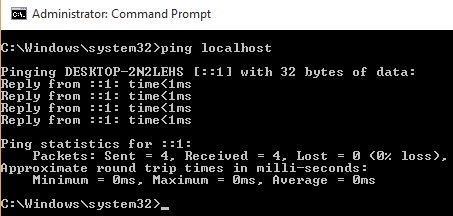 Administrator: Command Prompt
C:\Windows\system32>ping localhost
Pinging DESKTOP-2N2LEHS [::1] with 32 bytes of data:
Reply from ::1: time<1ms
Reply from ::1: time<1ms
Reply from ::1: time<1ms
Reply from ::1: time<1ms
Ping statistics for ::1:
    Packets: Sent = 4, Received = 4, Lost = 0 (0% loss),
Approximate round trip times in milli-seconds:
    Minimum = 0ms, Maximum = 0ms, Average = 0ms
C:\Windows\system32>_